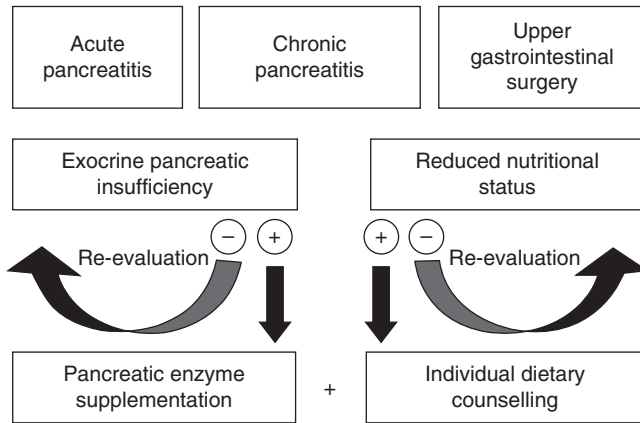 Acute
pancreatitis
Chronic
pancreatitis
Upper
gastrointestinal
surgery
Exocrine pancreatic
insufficiency
Reduced nutritional
status
− +
+ −
Re-evaluation
Re-evaluation
Pancreatic enzyme
supplementation
+
Individual dietary
counselling